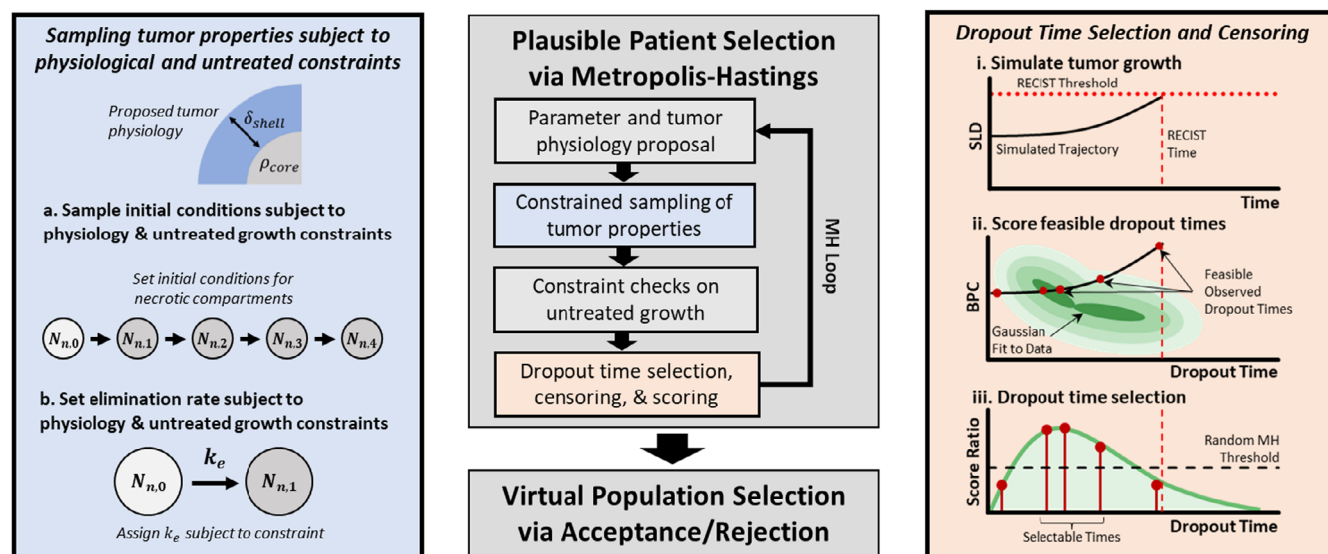 Sampling tumor properties subject to
physiological and untreated constraints
Proposed tumor
physiology
δshell
ρcore
a. Sample initial conditions subject to
physiology & untreated growth constraints
Set initial conditions for
necrotic compartments
Nn,0
Nn,1
Nn,2
Nn,3
Nn,4
b. Set elimination rate subject to
physiology & untreated growth constraints
Nn,0
ke
Nn,1
Assign ke subject to constraint
Plausible Patient Selection
via Metropolis-Hastings
Parameter and tumor
physiology proposal
Constrained sampling of
tumor properties
Constraint checks on
untreated growth
Dropout time selection,
censoring, & scoring
MH Loop
Virtual Population Selection
via Acceptance/Rejection
Dropout Time Selection and Censoring
i. Simulate tumor growth
RECIST Threshold
SLD
Simulated Trajectory
RECIST
Time
Time
ii. Score feasible dropout times
BPC
Feasible
Observed
Dropout Times
Gaussian
Fit to Data
Dropout Time
iii. Dropout time selection
Score Ratio
Random MH
Threshold
Dropout Time
Selectable Times